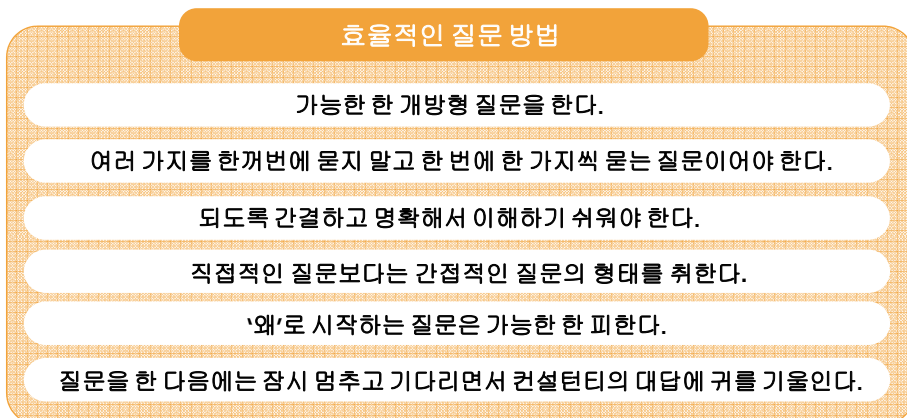 효율적인 질문 방법
가능한 한 개방형 질문을 한다.
여러 가지를 한꺼번에 묻지 말고 한 번에 한 가지씩 묻는 질문이어야 한다.
되도록 간결하고 명확해서 이해하기 쉬워야 한다.
직접적인 질문보다는 간접적인 질문의 형태를 취한다.
‘왜’로 시작하는 질문은 가능한 한 피한다.
질문을 한 다음에는 잠시 멈추고 기다리면서 컨설턴티의 대답에 귀를 기울인다.